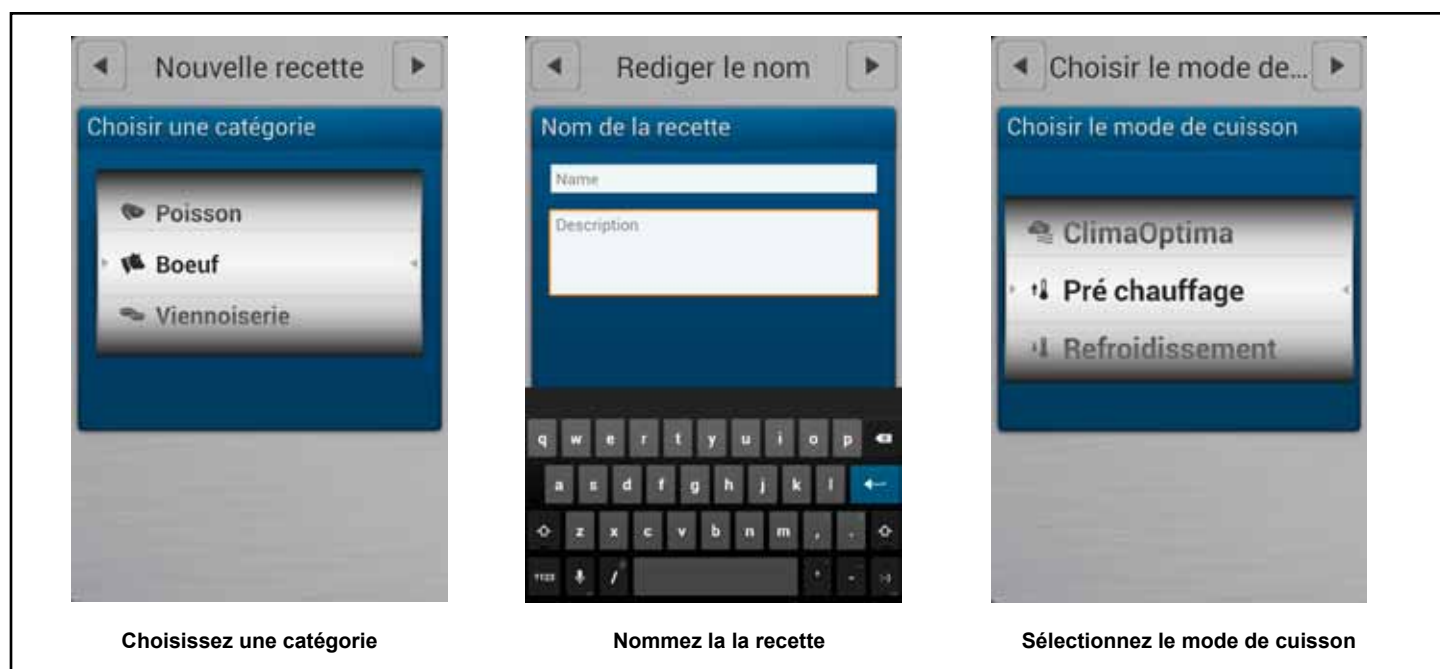 Nouvelle recette
Choisir une catégorie
Poisson
Boeuf
Viennoiserie
Choisissez une catégorie
Rediger le nom
Nom de la recette
Name
Description
q w e r t y u i o p
a s d f g h j k l
z x c v b n m , .
?123 / ' - :-)
Nommez la la recette
Choisir le mode de...
Choisir le mode de cuisson
ClimaOptima
Pré chauffage
Refroidissement
Sélectionnez le mode de cuisson